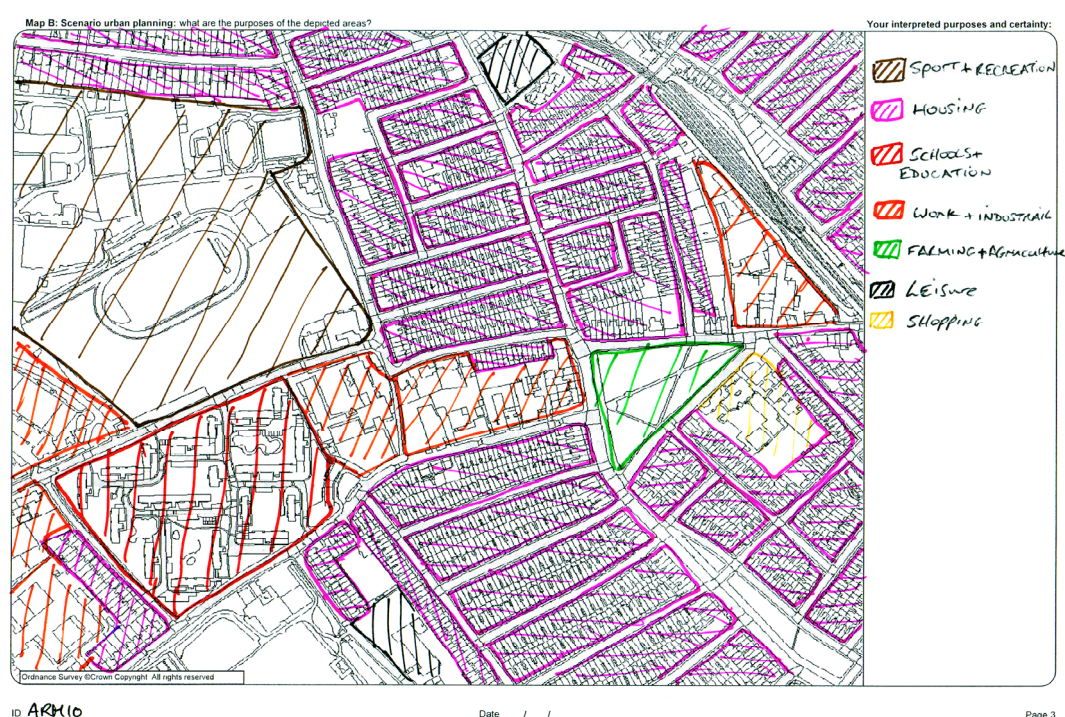 Map B: Scenario urban planning: what are the purposes of the depicted areas?
Your interpreted purposes and certainty:
SPORT + RECREATION
HOUSING
SCHOOLS +
EDUCATION
WORK + INDUSTRAIL
FARMING + AGRIACULTURE
LEISURE
SHOPPING
Ordnance Survey ©Crown Copyright All rights reserved
ID ARM10
Date / /
Page 3